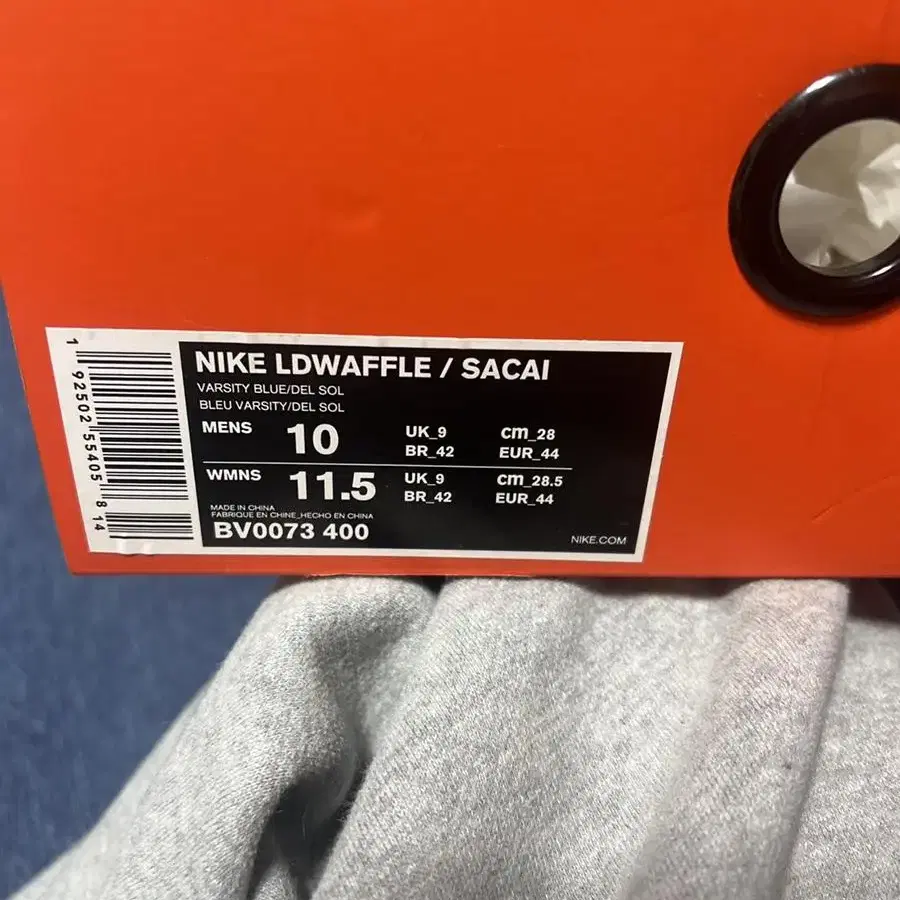 NIKE LDWAFFLE / SACAI
VARSITY BLUE/DEL SOL
BLEU VARSITY/DEL SOL
MENS 10 UK_9 cm_28
BR_42 EUR_44
WMNS 11.5 UK_9 cm_28.5
BR_42 EUR_44
MADE IN CHINA
FABRIQUE EN CHINE_HECHO EN CHINA
BV0073 400
NIKE.COM
1 92502 55405 8 14